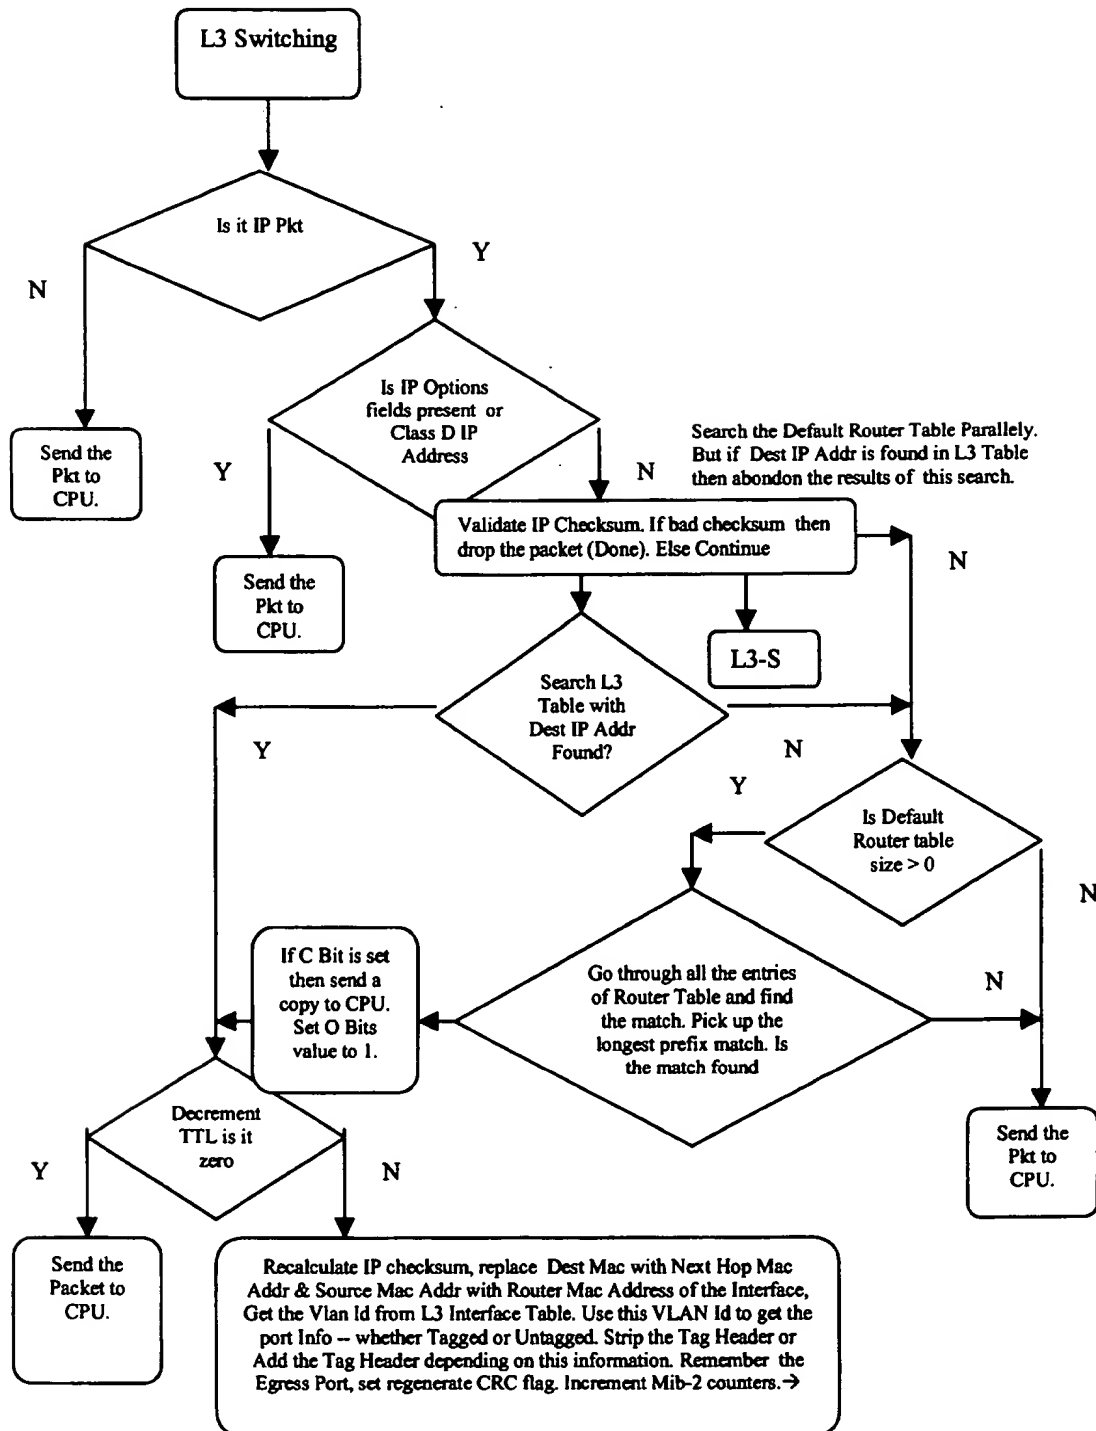 L3 Switching
Is it IP Pkt
Y
N
Is IP Options
fields present or
Class D IP
Address
Send the
Pkt to
CPU.
Y
N
Search the Default Router Table Parallely.
But if Dest IP Addr is found in L3 Table
then abondon the results of this search.
Validate IP Checksum. If bad checksum then
drop the packet (Done). Else Continue
N
Send the
Pkt to
CPU.
L3-S
Search L3
Table with
Dest IP Addr
Found?
Y
N
Y
Is Default
Router table
size > 0
N
If C Bit is set
then send a
copy to CPU.
Set O Bits
value to 1.
Go through all the entries
of Router Table and find
the match. Pick up the
longest prefix match. Is
the match found
N
Decrement
TTL is it
zero
Y
N
Send the
Pkt to
CPU.
Send the
Packet to
CPU.
Recalculate IP checksum, replace Dest Mac with Next Hop Mac
Addr & Source Mac Addr with Router Mac Address of the Interface,
Get the Vlan Id from L3 Interface Table. Use this VLAN Id to get the
port Info -- whether Tagged or Untagged. Strip the Tag Header or
Add the Tag Header depending on this information. Remember the
Egress Port, set regenerate CRC flag. Increment Mib-2 counters.→